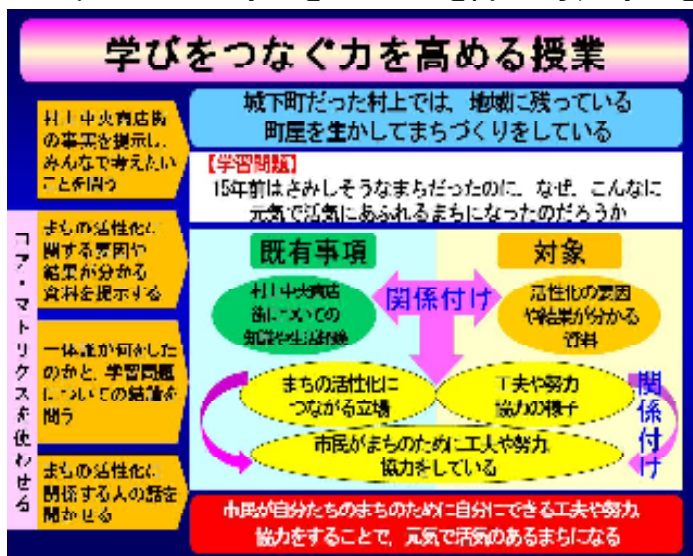 学びをつなぐ力を高める授業
城下町だった村上では、地域に残っている
町屋を生かしてまちづくりをしている
【学習問題】
15年前はさみしそうなまちだったのに、なぜ、こんなに
元気で活気にあふれるまちになったのだろうか
村上中央商店街
の事実を提示し、
みんなで考えたい
ことを問う
まちの活性化に
関する要因や
結果が分かる
資料を提示する
一体誰が何をした
のかと、学習問題
についての結論を
問う
まちの活性化に
関係する人の話を
聞かせる
コア・マトリクスを使わせる
既有事項
対象
村上中央商店
街についての
知識や生活経験
関係付け
活性化の要因
や結果が分かる
資料
まちの活性化に
つながる立場
工夫や努力
協力の様子
関係付け
市民がまちのために工夫や努力
協力をしている
市民が自分たちのまちのために自分にできる工夫や努力
協力をすることで、元気で活気のあるまちになる